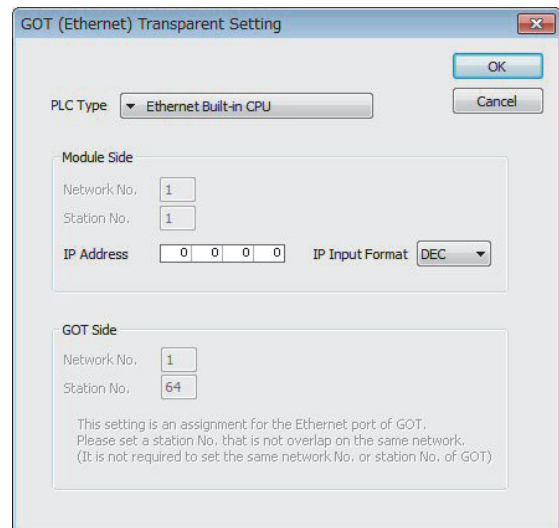 GOT (Ethernet) Transparent Setting
OK
PLC Type Ethernet Built-in CPU
Cancel
Module Side
Network No. 1
Station No. 1
IP Address 0 0 0 0 IP Input Format DEC
GOT Side
Network No. 1
Station No. 64
This setting is an assignment for the Ethernet port of GOT.
Please set a station No. that is not overlap on the same network.
(It is not required to set the same network No. or station No. of GOT)